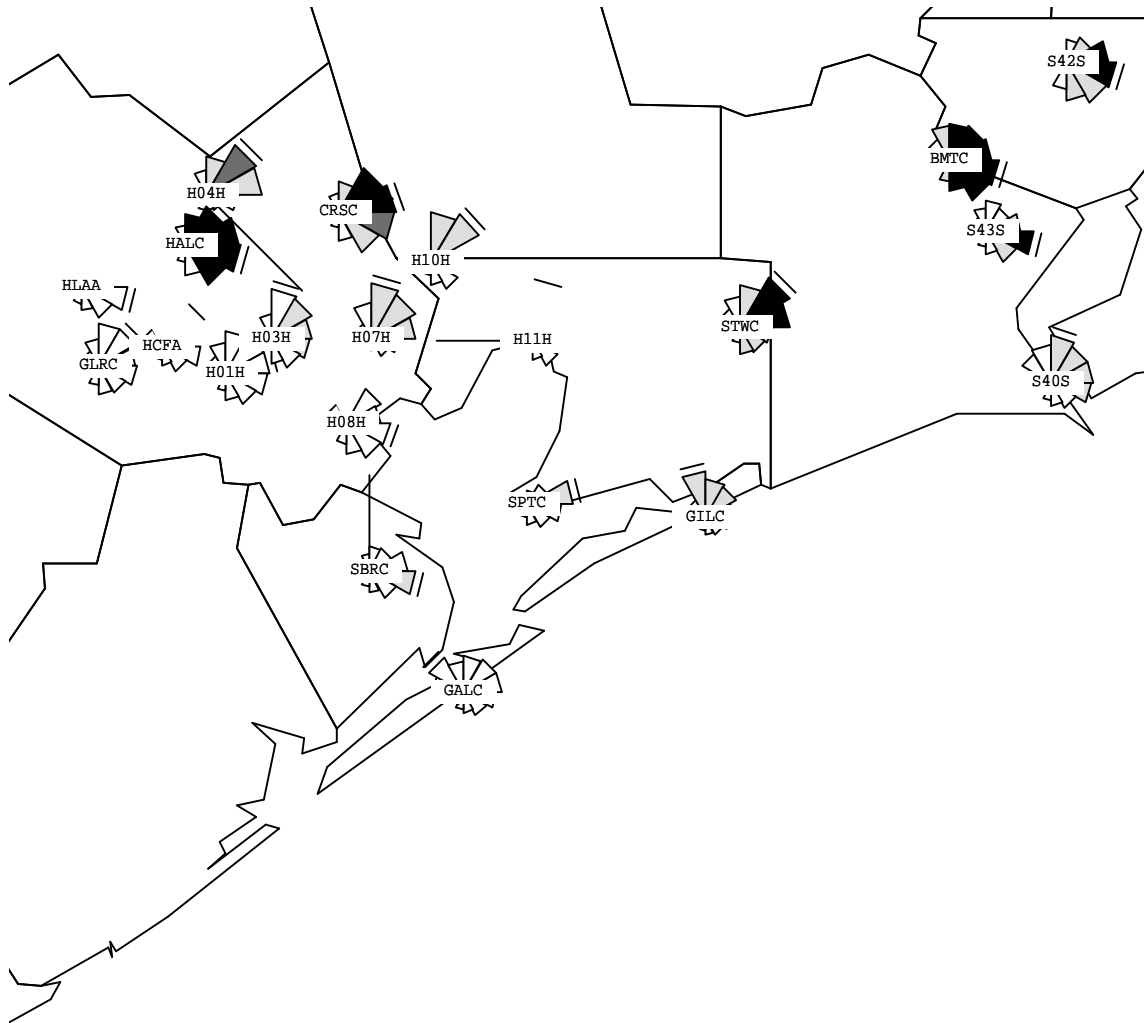 S42S
BMTC
H04H
CRSC
S43S
HALC
H10H
HLAA
STWC
H03H
H07H
H11H
HCFA
GLRC
H01H
S40S
H08H
SPTC
GILC
SBRC
GALC